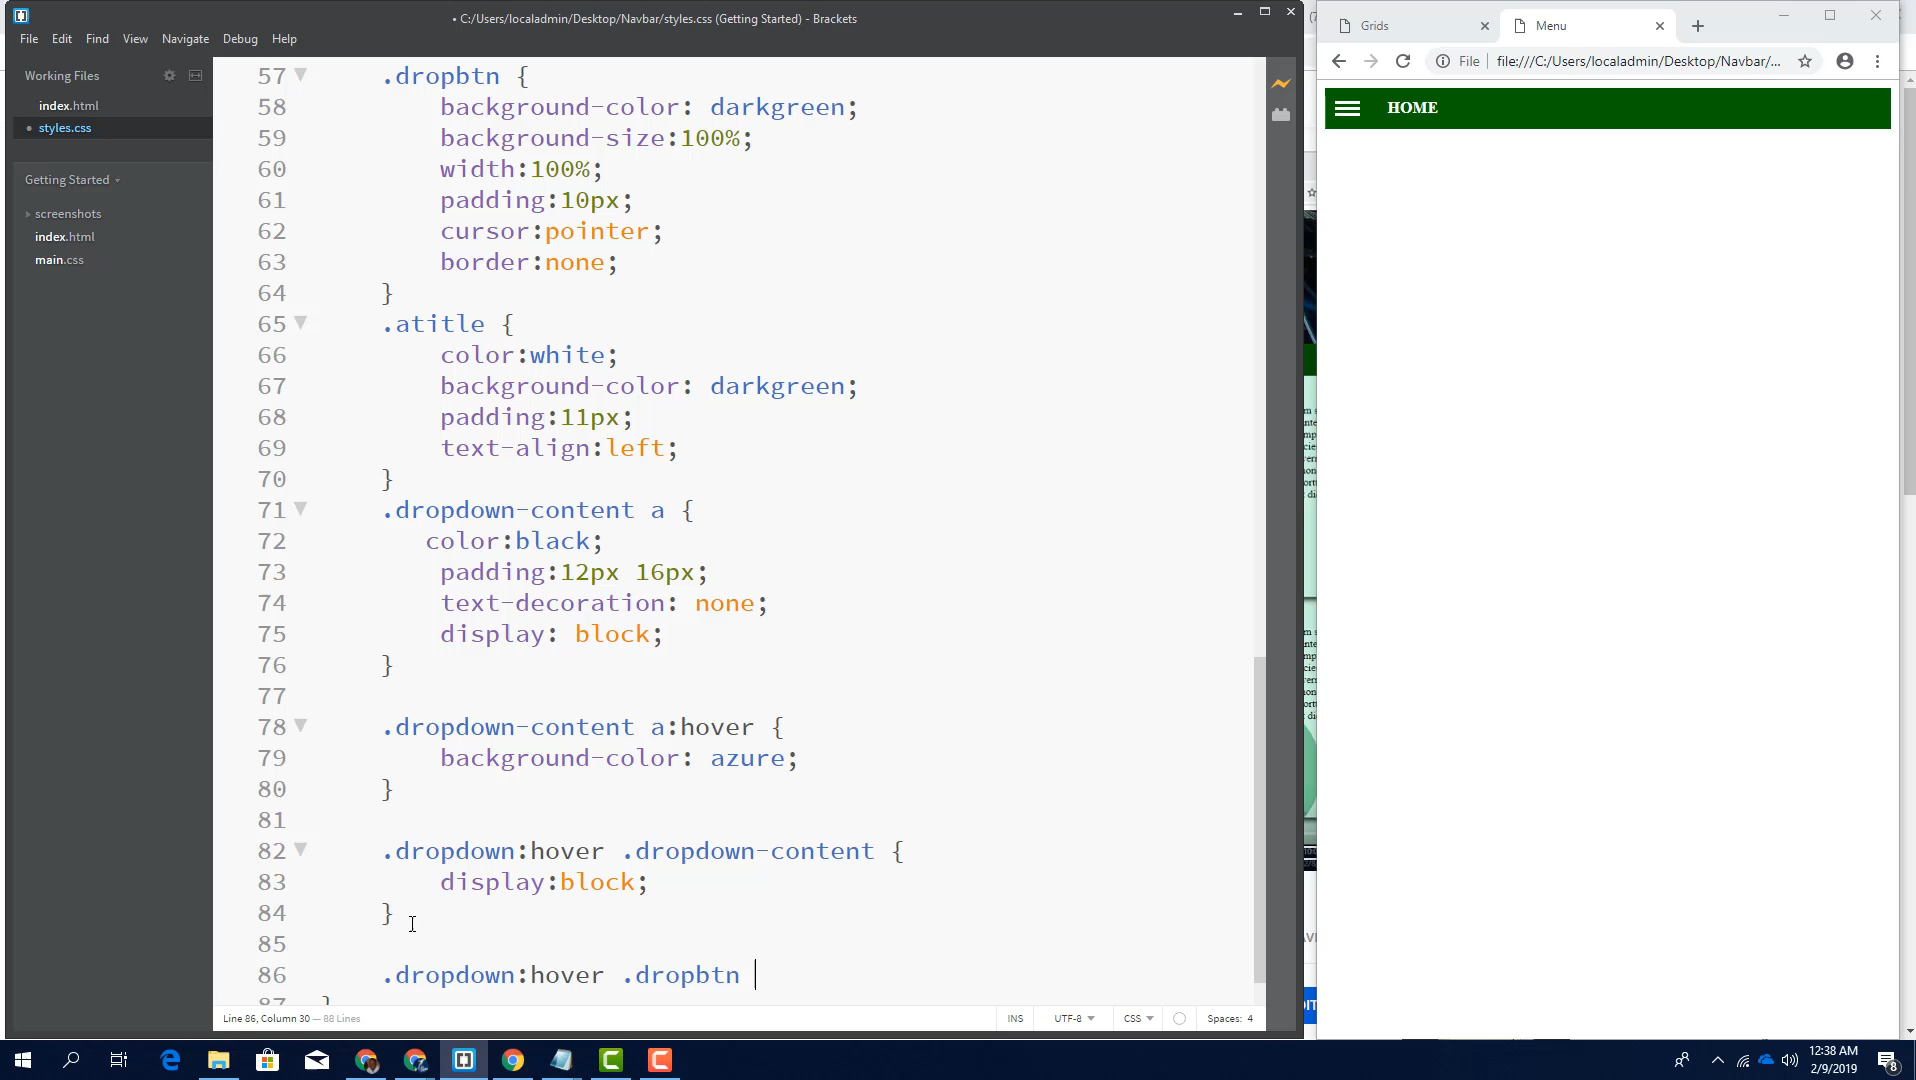 • C:/Users/localadmin/Desktop/Navbar/styles.css (Getting Started) - Brackets
File Edit Find View Navigate Debug Help
Working Files
index.html
styles.css
Getting Started
screenshots
index.html
main.css
57 .dropbtn {
58 background-color: darkgreen;
59 background-size:100%;
60 width:100%;
61 padding:10px;
62 cursor:pointer;
63 border:none;
64 }
65 .atitle {
66 color:white;
67 background-color: darkgreen;
68 padding:11px;
69 text-align:left;
70 }
71 .dropdown-content a {
72 color:black;
73 padding:12px 16px;
74 text-decoration: none;
75 display: block;
76 }
77
78 .dropdown-content a:hover {
79 background-color: azure;
80 }
81
82 .dropdown:hover .dropdown-content {
83 display:block;
84 }
85
86 .dropdown:hover .dropbtn
87 }
Line 86, Column 30 — 88 Lines
INS UTF-8 CSS Spaces: 4
Grids
Menu
File file:///C:/Users/localadmin/Desktop/Navbar/...
HOME
12:38 AM
2/9/2019
8